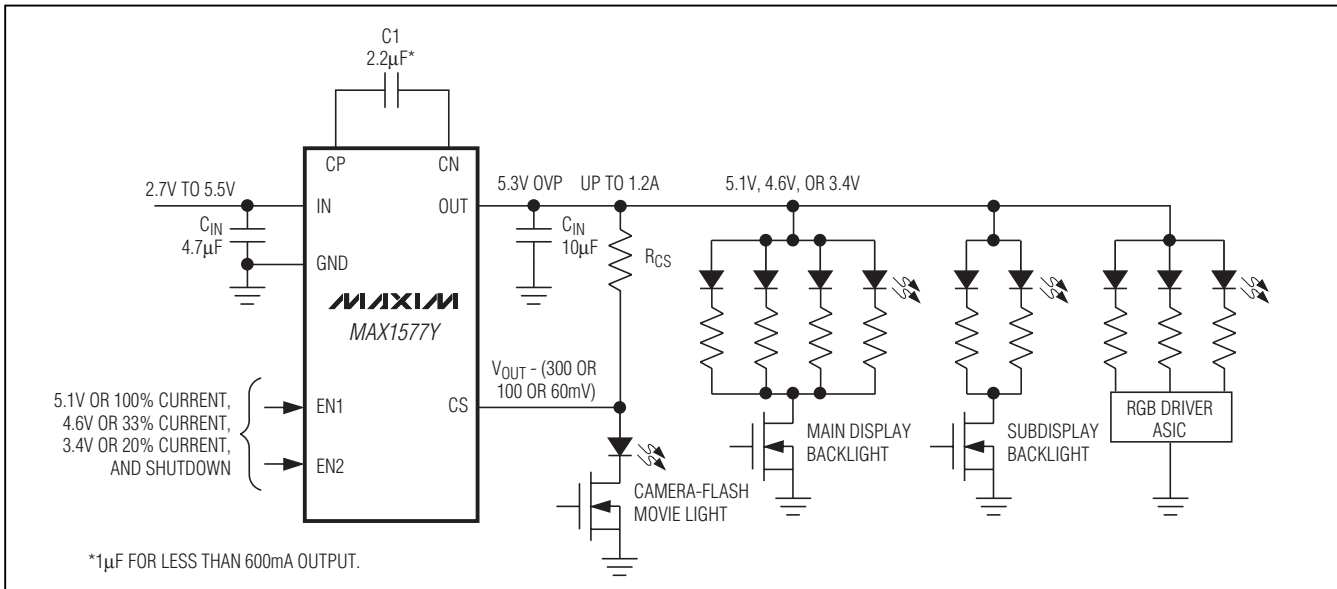 C1
2.2µF*
CP
CN
2.7V TO 5.5V
5.3V OVP
UP TO 1.2A
5.1V, 4.6V, OR 3.4V
IN
OUT
CIN
4.7µF
CIN
10µF
RCS
GND
MAXIM
MAX1577Y
VOUT - (300 OR
100 OR 60mV)
5.1V OR 100% CURRENT,
4.6V OR 33% CURRENT,
3.4V OR 20% CURRENT,
AND SHUTDOWN
EN1
EN2
CS
CAMERA-FLASH
MOVIE LIGHT
MAIN DISPLAY
BACKLIGHT
SUBDISPLAY
BACKLIGHT
RGB DRIVER
ASIC
*1µF FOR LESS THAN 600mA OUTPUT.